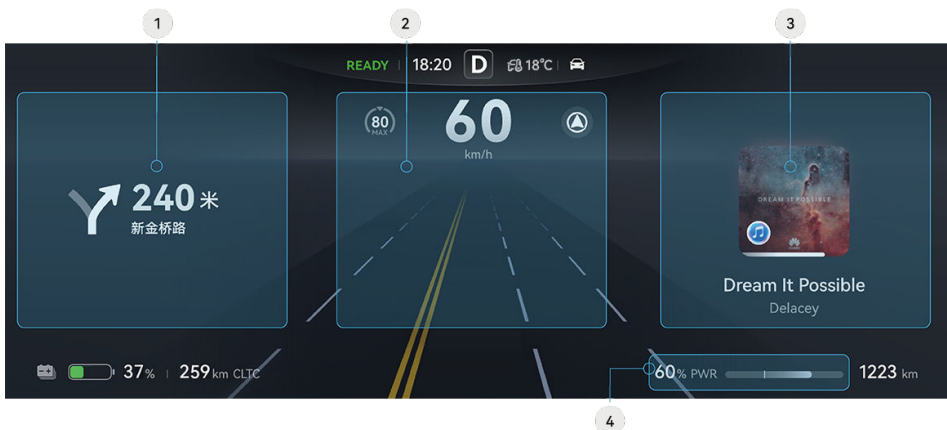 1
2
3
READY 18:20 D 18°C
80
MAX
60
km/h
240 米
新金桥路
DREAM IT POSSIBLE
HUAWEI
Dream It Possible
Delacey
37% 259 km CLTC
60% PWR
1223 km
4